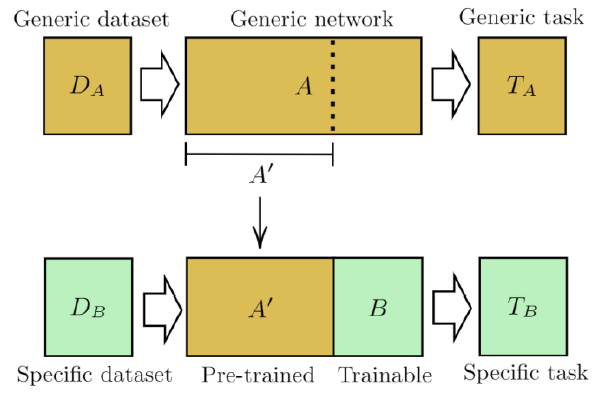 Generic dataset Generic network Generic task
D_A A T_A
A′
D_B A′ B T_B
Specific dataset Pre-trained Trainable Specific task